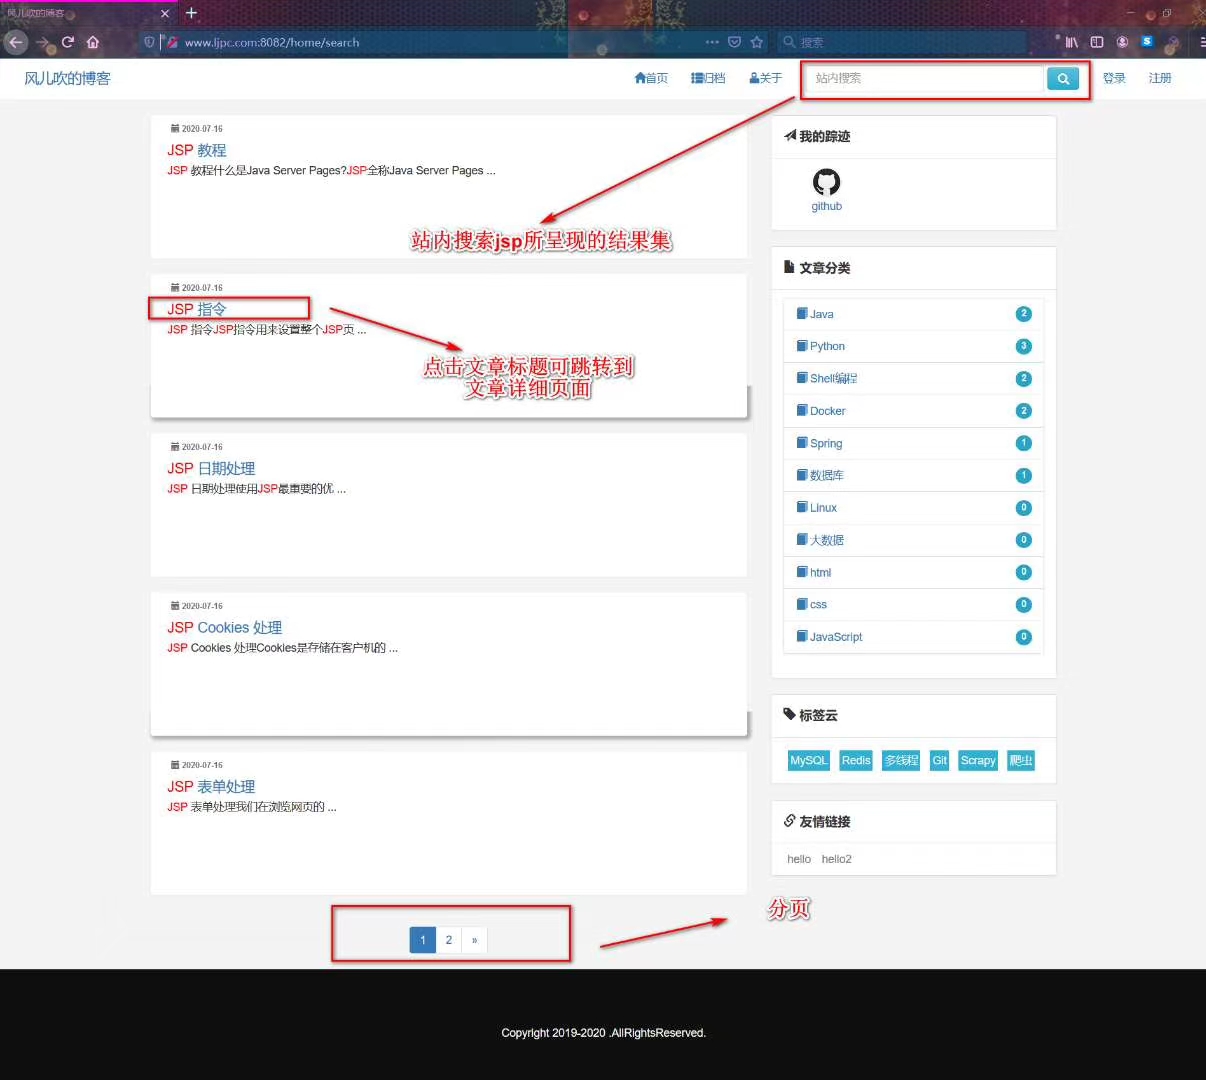 风儿吹的博客
www.ljpc.com:8082/home/search
搜索
风儿吹的博客
首页
归档
关于
站内搜索
登录
注册
2020-07-16
JSP 教程
JSP 教程什么是Java Server Pages?JSP全称Java Server Pages ...
站内搜索jsp所呈现的结果集
2020-07-16
JSP 指令
JSP 指令JSP指令用来设置整个JSP页 ...
点击文章标题可跳转到
文章详细页面
2020-07-16
JSP 日期处理
JSP 日期处理使用JSP最重要的优 ...
2020-07-16
JSP Cookies 处理
JSP Cookies 处理Cookies是存储在客户机的 ...
2020-07-16
JSP 表单处理
JSP 表单处理我们在浏览网页的 ...
1 2 »
分页
我的踪迹
github
文章分类
Java 2
Python 3
Shell编程 2
Docker 2
Spring 1
数据库 1
Linux 0
大数据 0
html 0
css 0
JavaScript 0
标签云
MySQL Redis 多线程 Git Scrapy 爬虫
友情链接
hello hello2
Copyright 2019-2020 .AllRightsReserved.